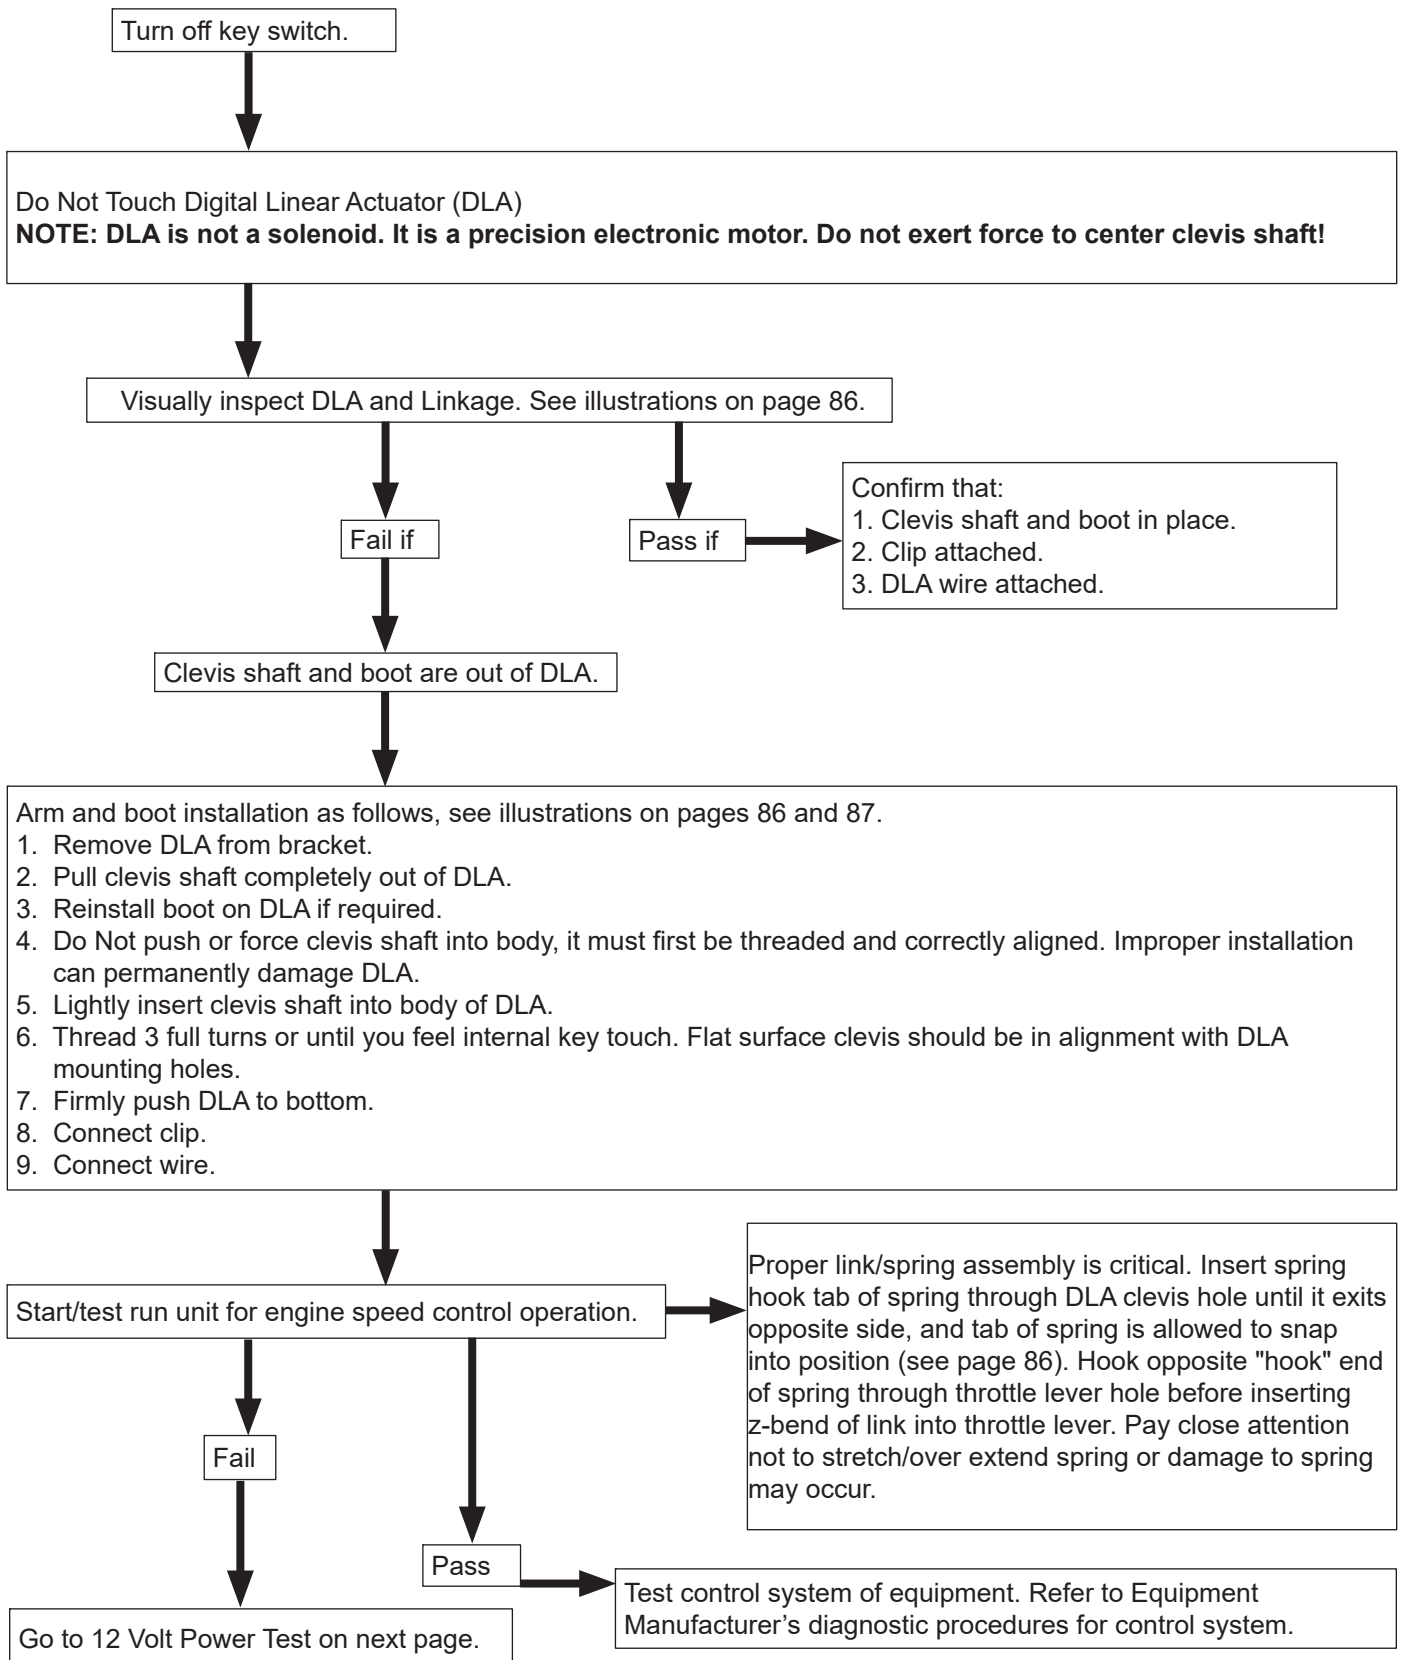 Turn off key switch.
Do Not Touch Digital Linear Actuator (DLA)
NOTE: DLA is not a solenoid. It is a precision electronic motor. Do not exert force to center clevis shaft!
Visually inspect DLA and Linkage. See illustrations on page 86.
Fail if
Pass if
Confirm that:
1. Clevis shaft and boot in place.
2. Clip attached.
3. DLA wire attached.
Clevis shaft and boot are out of DLA.
Arm and boot installation as follows, see illustrations on pages 86 and 87.
1. Remove DLA from bracket.
2. Pull clevis shaft completely out of DLA.
3. Reinstall boot on DLA if required.
4. Do Not push or force clevis shaft into body, it must first be threaded and correctly aligned. Improper installation
can permanently damage DLA.
5. Lightly insert clevis shaft into body of DLA.
6. Thread 3 full turns or until you feel internal key touch. Flat surface clevis should be in alignment with DLA
mounting holes.
7. Firmly push DLA to bottom.
8. Connect clip.
9. Connect wire.
Start/test run unit for engine speed control operation.
Proper link/spring assembly is critical. Insert spring
hook tab of spring through DLA clevis hole until it exits
opposite side, and tab of spring is allowed to snap
into position (see page 86). Hook opposite "hook" end
of spring through throttle lever hole before inserting
z-bend of link into throttle lever. Pay close attention
not to stretch/over extend spring or damage to spring
may occur.
Fail
Pass
Test control system of equipment. Refer to Equipment
Manufacturer’s diagnostic procedures for control system.
Go to 12 Volt Power Test on next page.